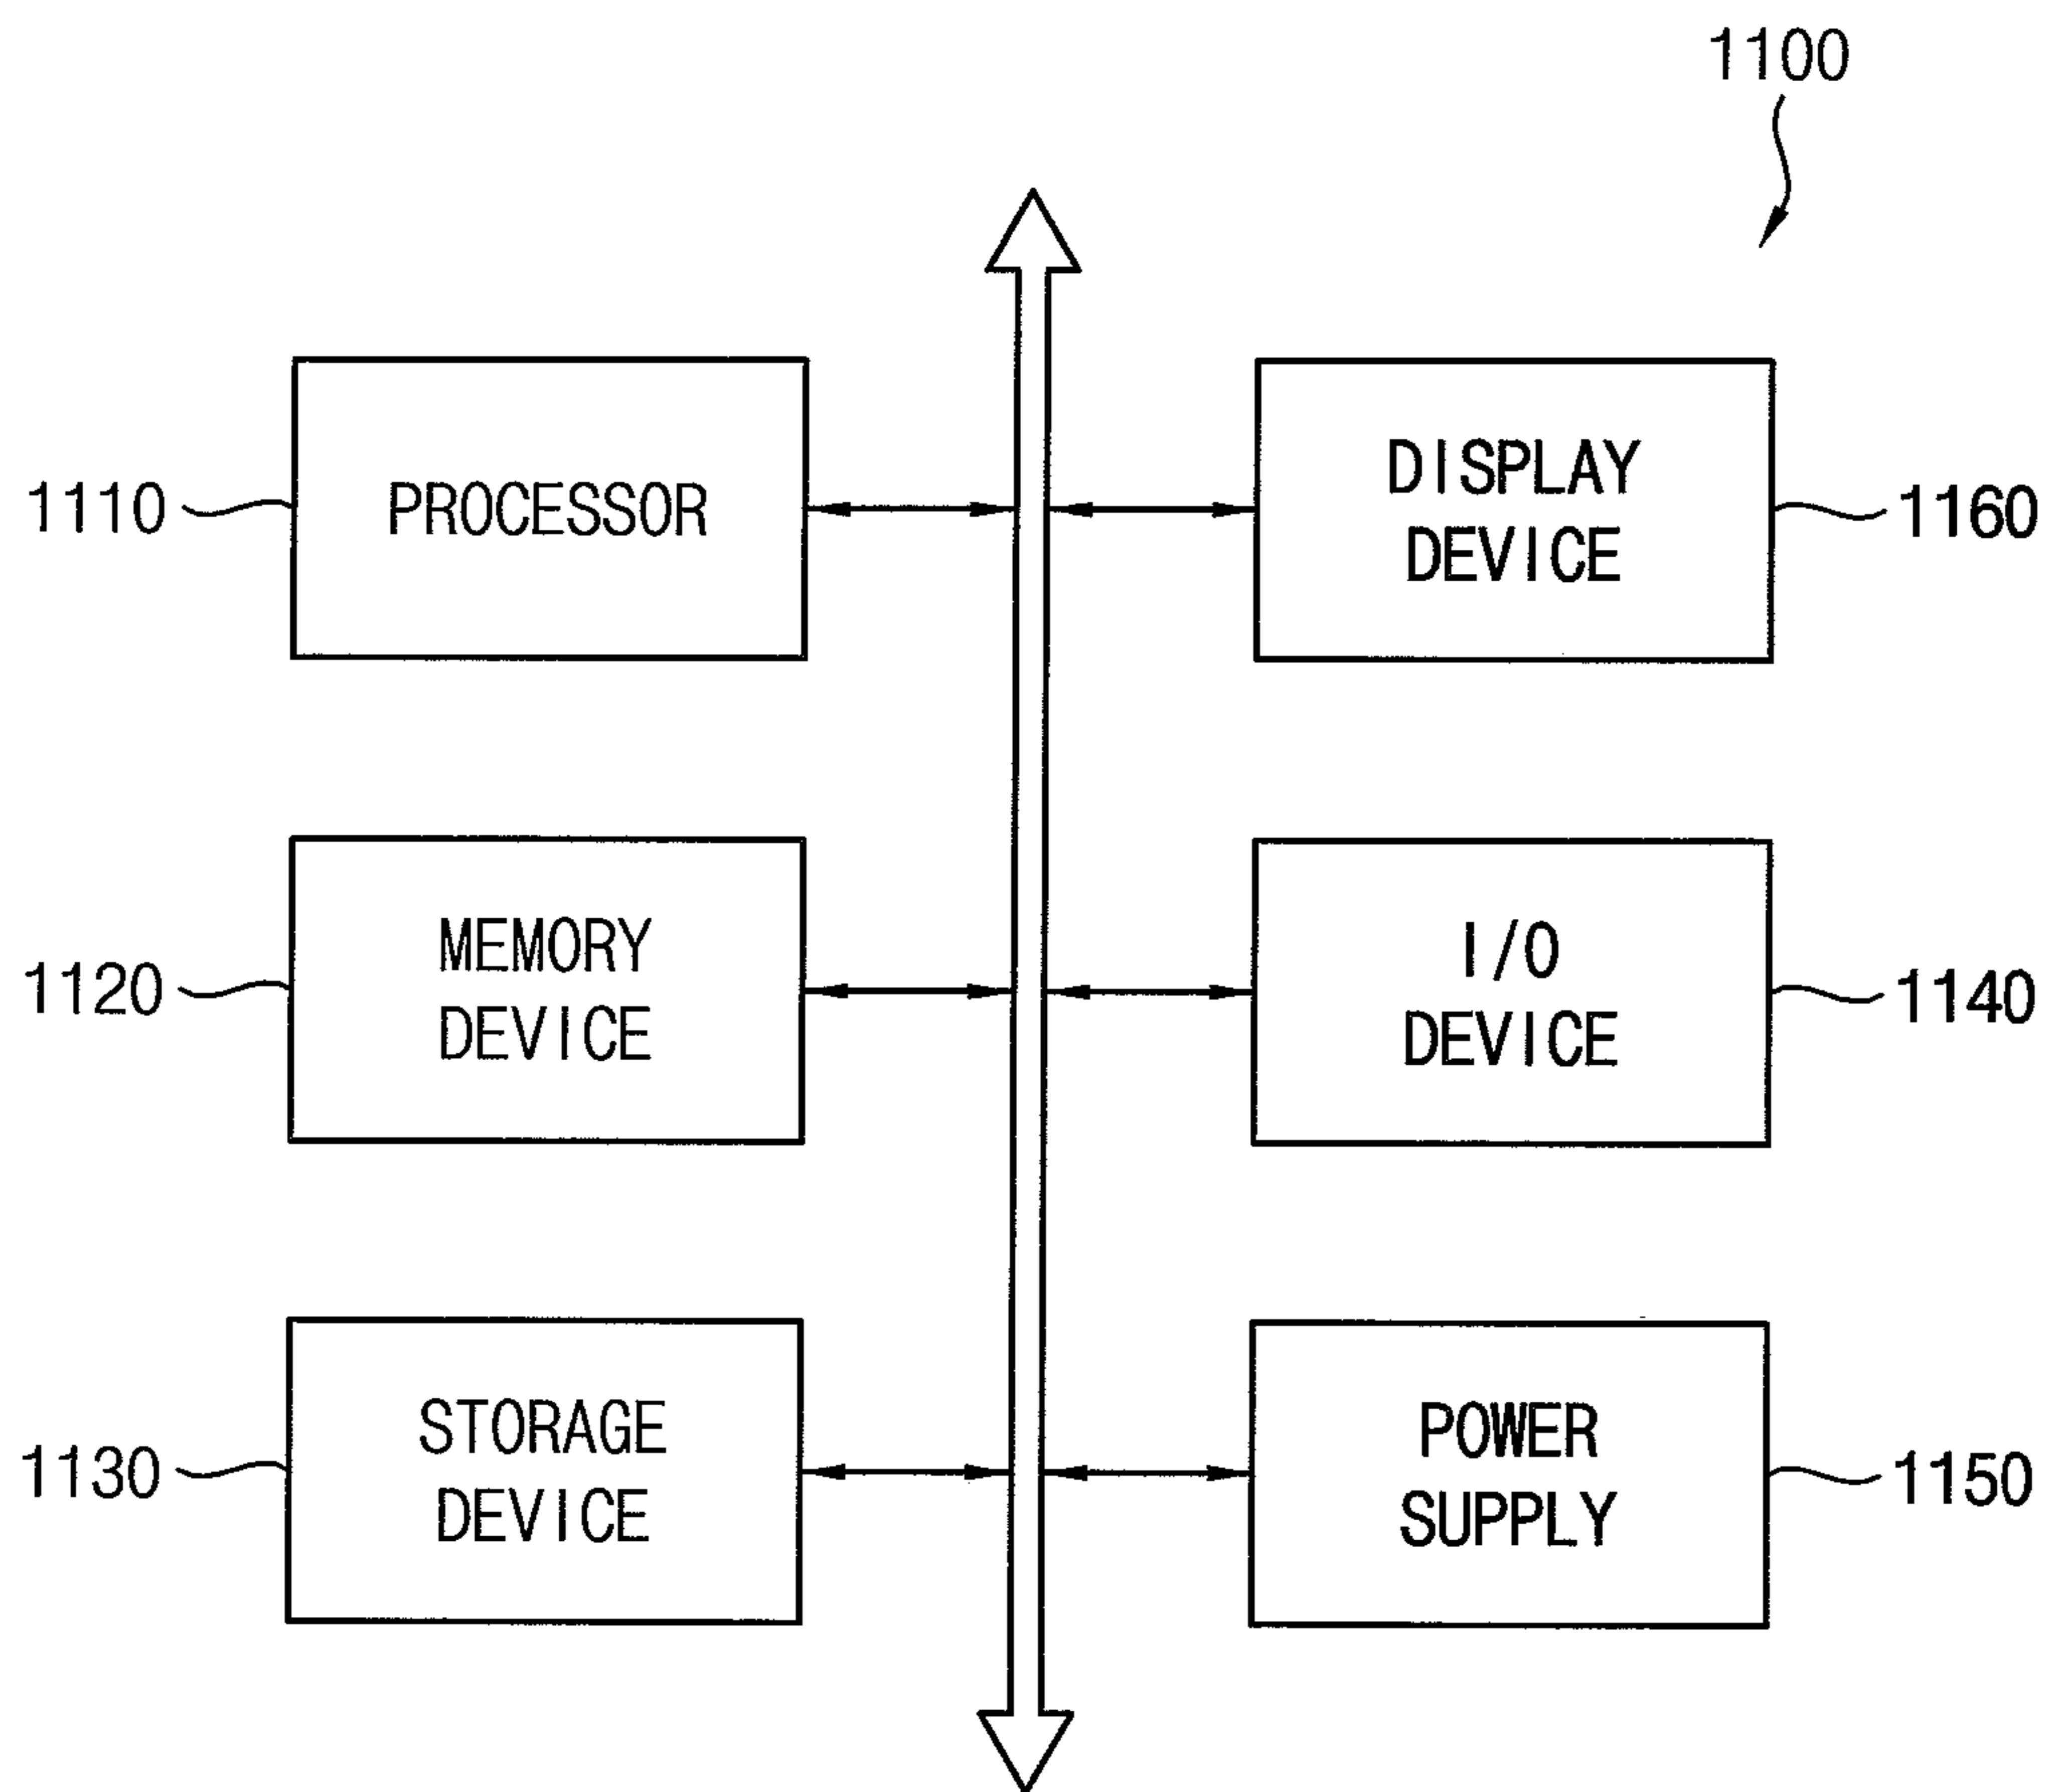 1100
1110
PROCESSOR
DISPLAY
DEVICE
1160
1120
MEMORY
DEVICE
I/O
DEVICE
1140
1130
STORAGE
DEVICE
POWER
SUPPLY
1150